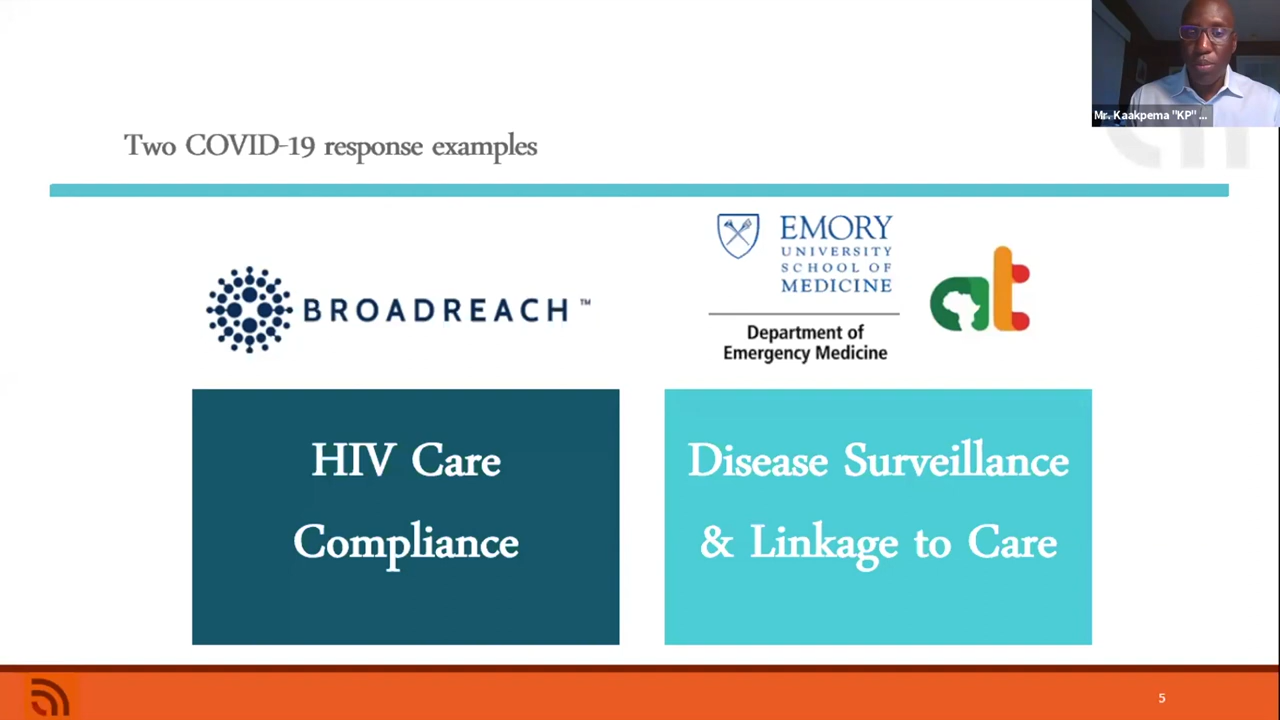 Mr. Kaakpema "KP" ...
Two COVID-19 response examples
BROADREACH™
EMORY
UNIVERSITY
SCHOOL OF
MEDICINE
Department of
Emergency Medicine
at
HIV Care
Compliance
Disease Surveillance
& Linkage to Care
5